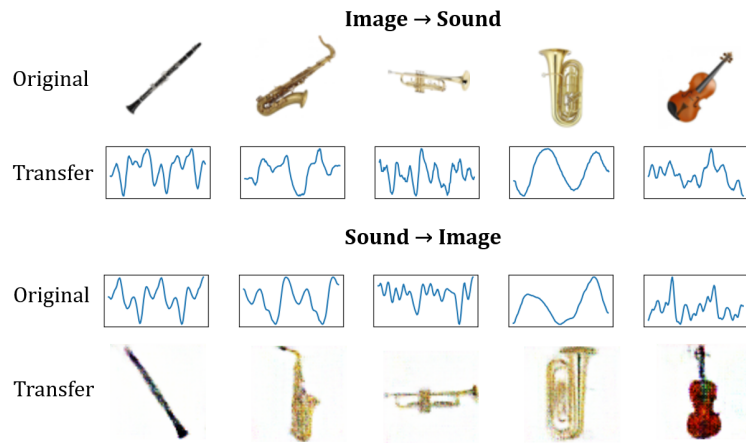 Image → Sound
Original
Transfer
Sound → Image
Original
Transfer